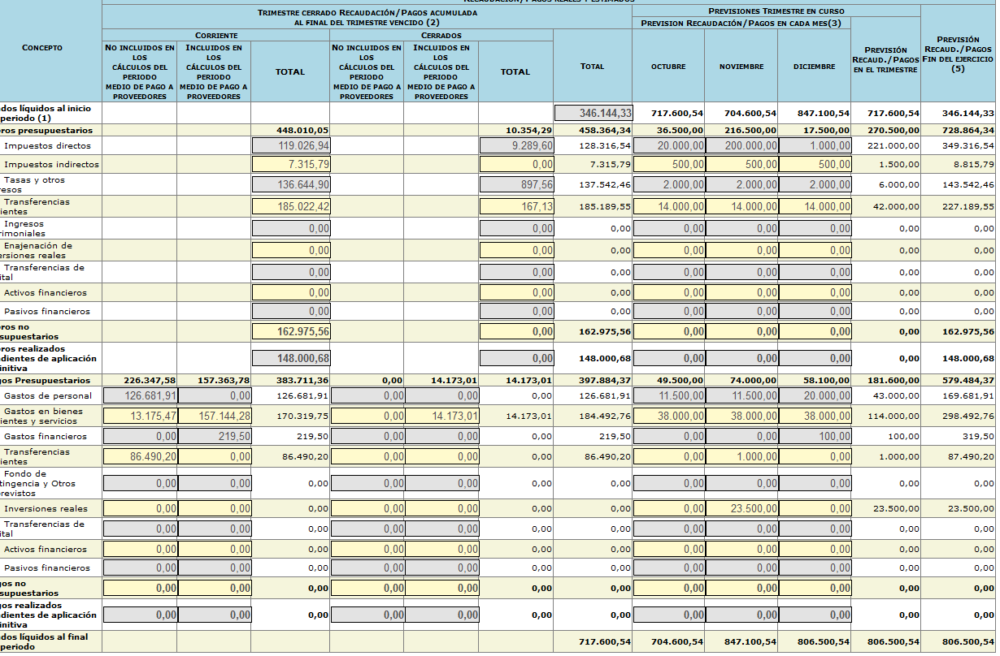 RECAUDACIÓN/PAGOS REALES Y ESTIMADOS
CONCEPTO
TRIMESTRE CERRADO RECAUDACIÓN/PAGOS ACUMULADA
AL FINAL DEL TRIMESTRE VENCIDO (2)
PREVISIONES TRIMESTRE EN CURSO
PREVISIÓN
RECAUD./PAGOS
FIN DEL EJERCICIO
(5)
CORRIENTE
CERRADOS
TOTAL
PREVISION RECAUDACIÓN/PAGOS EN CADA MES(3)
PREVISIÓN
RECAUD./PAGOS
EN EL TRIMESTRE
NO INCLUIDOS EN
LOS
CÁLCULOS DEL
PERIODO
MEDIO DE PAGO A
PROVEEDORES
INCLUIDOS EN
LOS
CÁLCULOS DEL
PERIODO
MEDIO DE PAGO A
PROVEEDORES
TOTAL
NO INCLUIDOS EN
LOS
CÁLCULOS DEL
PERIODO
MEDIO DE PAGO A
PROVEEDORES
INCLUIDOS EN
LOS
CÁLCULOS DEL
PERIODO
MEDIO DE PAGO A
PROVEEDORES
TOTAL
OCTUBRE
NOVIEMBRE
DICIEMBRE
dos líquidos al inicio
periodo (1)
346.144,33 717.600,54 704.600,54 847.100,54 717.600,54 346.144,33
ros presupuestarios 448.010,05 10.354,29 458.364,34 36.500,00 216.500,00 17.500,00 270.500,00 728.864,34
Impuestos directos 119.026,94 9.289,60 128.316,54 20.000,00 200.000,00 1.000,00 221.000,00 349.316,54
Impuestos indirectos 7.315,79 0,00 7.315,79 500,00 500,00 500,00 1.500,00 8.815,79
Tasas y otros
resos
136.644,90 897,56 137.542,46 2.000,00 2.000,00 2.000,00 6.000,00 143.542,46
Transferencias
ientes
185.022,42 167,13 185.189,55 14.000,00 14.000,00 14.000,00 42.000,00 227.189,55
Ingresos
rimoniales
0,00 0,00 0,00 0,00 0,00 0,00 0,00 0,00
Enajenación de
ersiones reales
0,00 0,00 0,00 0,00 0,00 0,00 0,00 0,00
Transferencias de
ital
0,00 0,00 0,00 0,00 0,00 0,00 0,00 0,00
Activos financieros 0,00 0,00 0,00 0,00 0,00 0,00 0,00 0,00
Pasivos financieros 0,00 0,00 0,00 0,00 0,00 0,00 0,00 0,00
ros no
supuestarios
162.975,56 0,00 162.975,56 0,00 0,00 0,00 0,00 162.975,56
ros realizados
dientes de aplicación
initiva
148.000,68 0,00 148.000,68 0,00 0,00 0,00 0,00 148.000,68
gos Presupuestarios 226.347,58 157.363,78 383.711,36 0,00 14.173,01 14.173,01 397.884,37 49.500,00 74.000,00 58.100,00 181.600,00 579.484,37
Gastos de personal 126.681,91 0,00 126.681,91 0,00 0,00 0,00 126.681,91 11.500,00 11.500,00 20.000,00 43.000,00 169.681,91
Gastos en bienes
ientes y servicios
13.175,47 157.144,28 170.319,75 0,00 14.173,01 14.173,01 184.492,76 38.000,00 38.000,00 38.000,00 114.000,00 298.492,76
Gastos financieros 0,00 219,50 219,50 0,00 0,00 0,00 219,50 0,00 0,00 100,00 100,00 319,50
Transferencias
ientes
86.490,20 0,00 86.490,20 0,00 0,00 0,00 86.490,20 0,00 1.000,00 0,00 1.000,00 87.490,20
Fondo de
tingencia y Otros
revistos
0,00 0,00 0,00 0,00 0,00 0,00 0,00 0,00 0,00 0,00 0,00 0,00
Inversiones reales 0,00 0,00 0,00 0,00 0,00 0,00 0,00 0,00 23.500,00 0,00 23.500,00 23.500,00
Transferencias de
ital
0,00 0,00 0,00 0,00 0,00 0,00 0,00 0,00 0,00 0,00 0,00 0,00
Activos financieros 0,00 0,00 0,00 0,00 0,00 0,00 0,00 0,00 0,00 0,00 0,00 0,00
Pasivos financieros 0,00 0,00 0,00 0,00 0,00 0,00 0,00 0,00 0,00 0,00 0,00 0,00
gos no
supuestarios
0,00 0,00 0,00 0,00 0,00 0,00 0,00 0,00 0,00 0,00 0,00 0,00
gos realizados
dientes de aplicación
initiva
0,00 0,00 0,00 0,00 0,00 0,00 0,00 0,00 0,00 0,00 0,00 0,00
dos líquidos al final
periodo
717.600,54 704.600,54 847.100,54 806.500,54 806.500,54 806.500,54